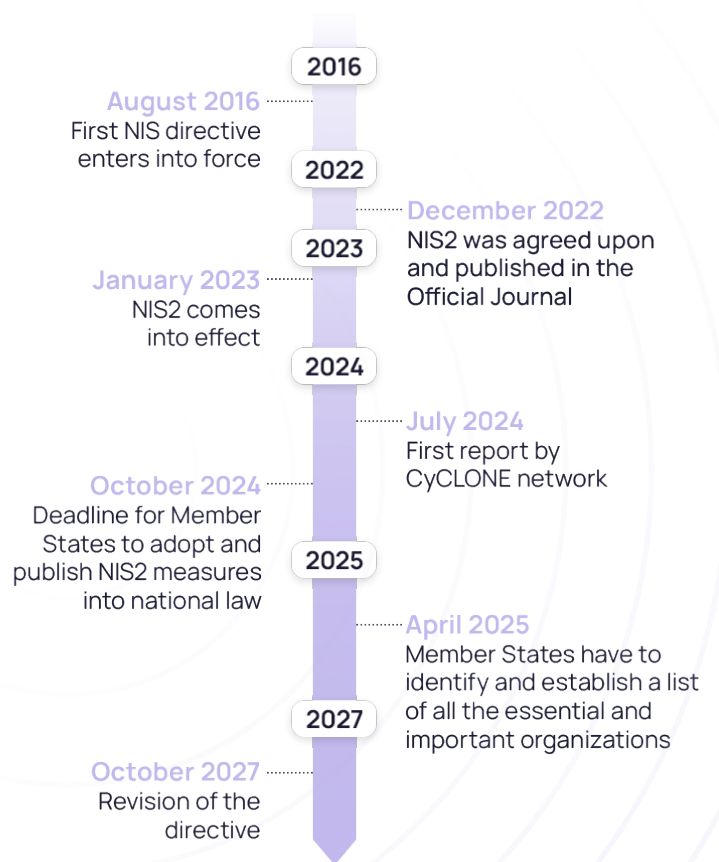 2016
August 2016
First NIS directive
enters into force
2022
December 2022
NIS2 was agreed upon
and published in the
Official Journal
2023
January 2023
NIS2 comes
into effect
2024
July 2024
First report by
CyCLONE network
October 2024
Deadline for Member
States to adopt and
publish NIS2 measures
into national law
2025
April 2025
Member States have to
identify and establish a list
of all the essential and
important organizations
2027
October 2027
Revision of the
directive